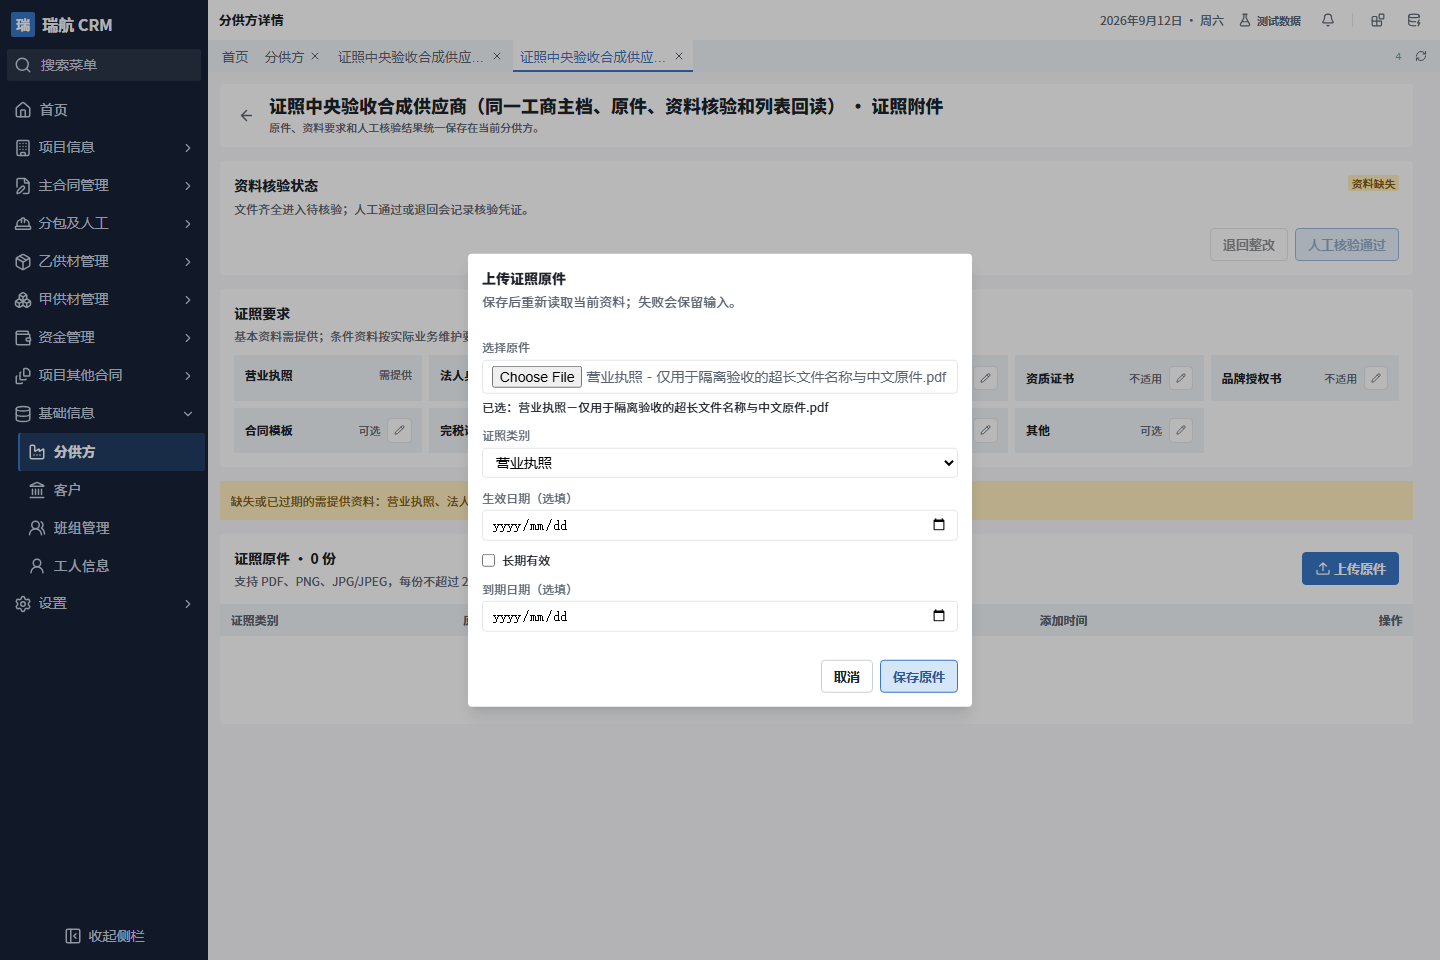 瑞 瑞航 CRM
搜索菜单
首页
项目信息
主合同管理
分包及人工
乙供材管理
甲供材管理
资金管理
项目其他合同
基础信息
分供方
客户
班组管理
工人信息
设置
收起侧栏
分供方详情
2026年9月12日 · 周六 测试数据
首页 分供方 证照中央验收合成供应... 证照中央验收合成供应... 4
证照中央验收合成供应商（同一工商主档、原件、资料核验和列表回读） · 证照附件
原件、资料要求和人工核验结果统一保存在当前分供方。
资料核验状态 资料缺失
文件齐全进入待核验；人工通过或退回会记录核验凭证。
退回整改 人工核验通过
证照要求
基本资料需提供；条件资料按实际业务维护
营业执照 需提供 法人 资质证书 不适用 品牌授权书 不适用
合同模板 可选 完税 其他 可选
缺失或已过期的需提供资料：营业执照、法人
证照原件 · 0 份
支持 PDF、PNG、JPG/JPEG，每份不超过 2
上传原件
证照类别 添加时间 操作
上传证照原件
保存后重新读取当前资料；失败会保留输入。
选择原件
Choose File 营业执照－仅用于隔离验收的超长文件名称与中文原件.pdf
已选：营业执照－仅用于隔离验收的超长文件名称与中文原件.pdf
证照类别
营业执照
生效日期（选填）
yyyy/mm/dd
长期有效
到期日期（选填）
yyyy/mm/dd
取消 保存原件